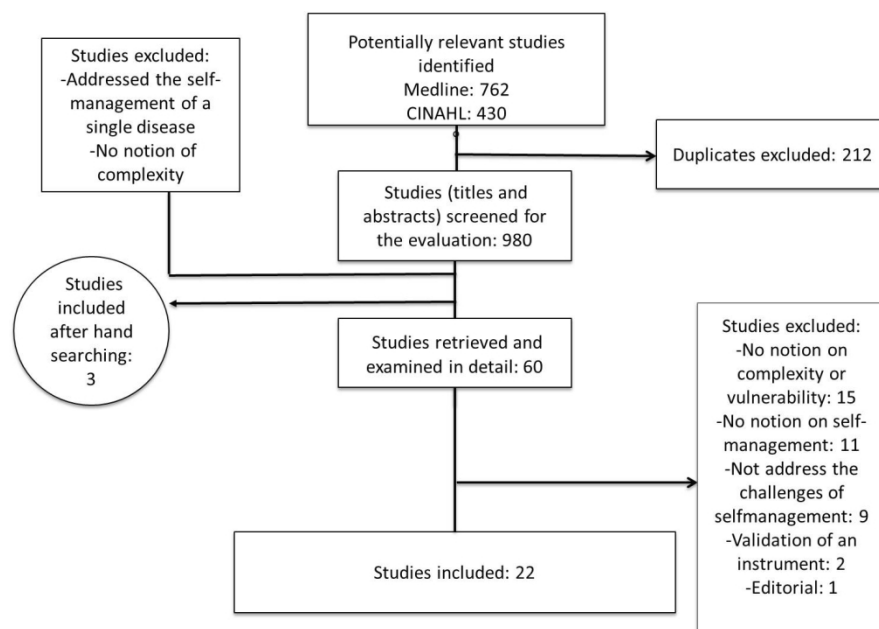 Potentially relevant studies
identified
Medline: 762
CINAHL: 430
Studies excluded:
-Addressed the self-
management of a
single disease
-No notion of
complexity
Duplicates excluded: 212
Studies (titles and
abstracts) screened for
the evaluation: 980
Studies
included
after hand
searching:
3
Studies retrieved and
examined in detail: 60
Studies excluded:
-No notion on
complexity or
vulnerability: 15
-No notion on self-
management: 11
-Not address the
challenges of
selfmanagement: 9
-Validation of an
instrument: 2
-Editorial: 1
Studies included: 22